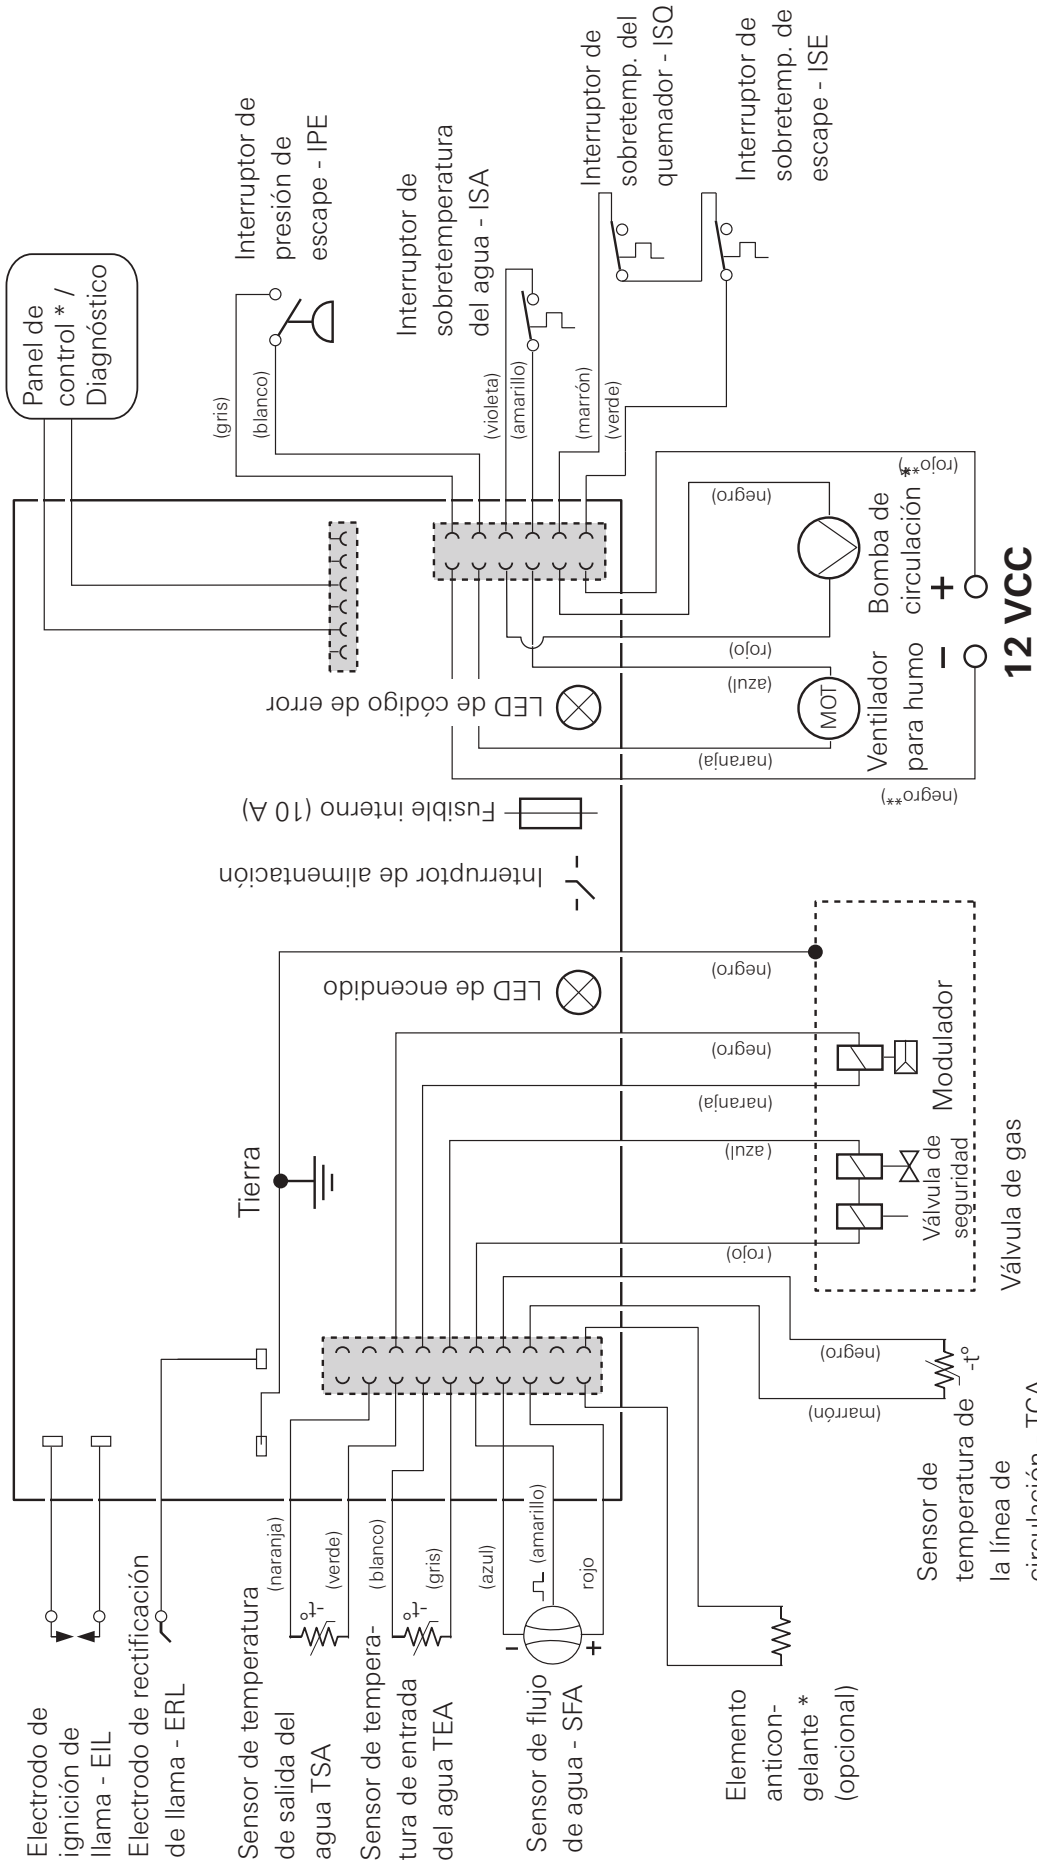 Electrodo de
ignición de
llama - EIL
Electrodo de rectificación
de llama - ERL
Sensor de temperatura
de salida del
agua TSA
Sensor de tempera-
tura de entrada
del agua TEA
Sensor de flujo
de agua - SFA
Elemento
anticon-
gelante *
(opcional)
(naranja)
-t°
(verde)
(blanco)
-t°
(gris)
(azul)
(amarillo)
rojo
–
+
Sensor de
temperatura de
la línea de
circulación - TCA
-t°
(negro)
(marrón)
Tierra
Válvula de gas
Válvula de
seguridad
Modulador
(rojo)
(azul)
(naranja)
(negro)
(negro)
LED de encendido
Interruptor de alimentación
Fusible interno (10 A)
LED de código de error
(negro**)
(naranja)
(azul)
(rojo)
(negro)
(rojo**)
MOT
Ventilador
para humo
Bomba de
circulación *
–
+
12 VCC
Panel de
control * /
Diagnóstico
(gris)
(blanco)
(violeta)
(amarillo)
(marrón)
(verde)
Interruptor de
presión de
escape - IPE
Interruptor de
sobretemperatura
del agua - ISA
Interruptor de
sobretemp. del
quemador - ISQ
Interruptor de
sobretemp. de
escape - ISE